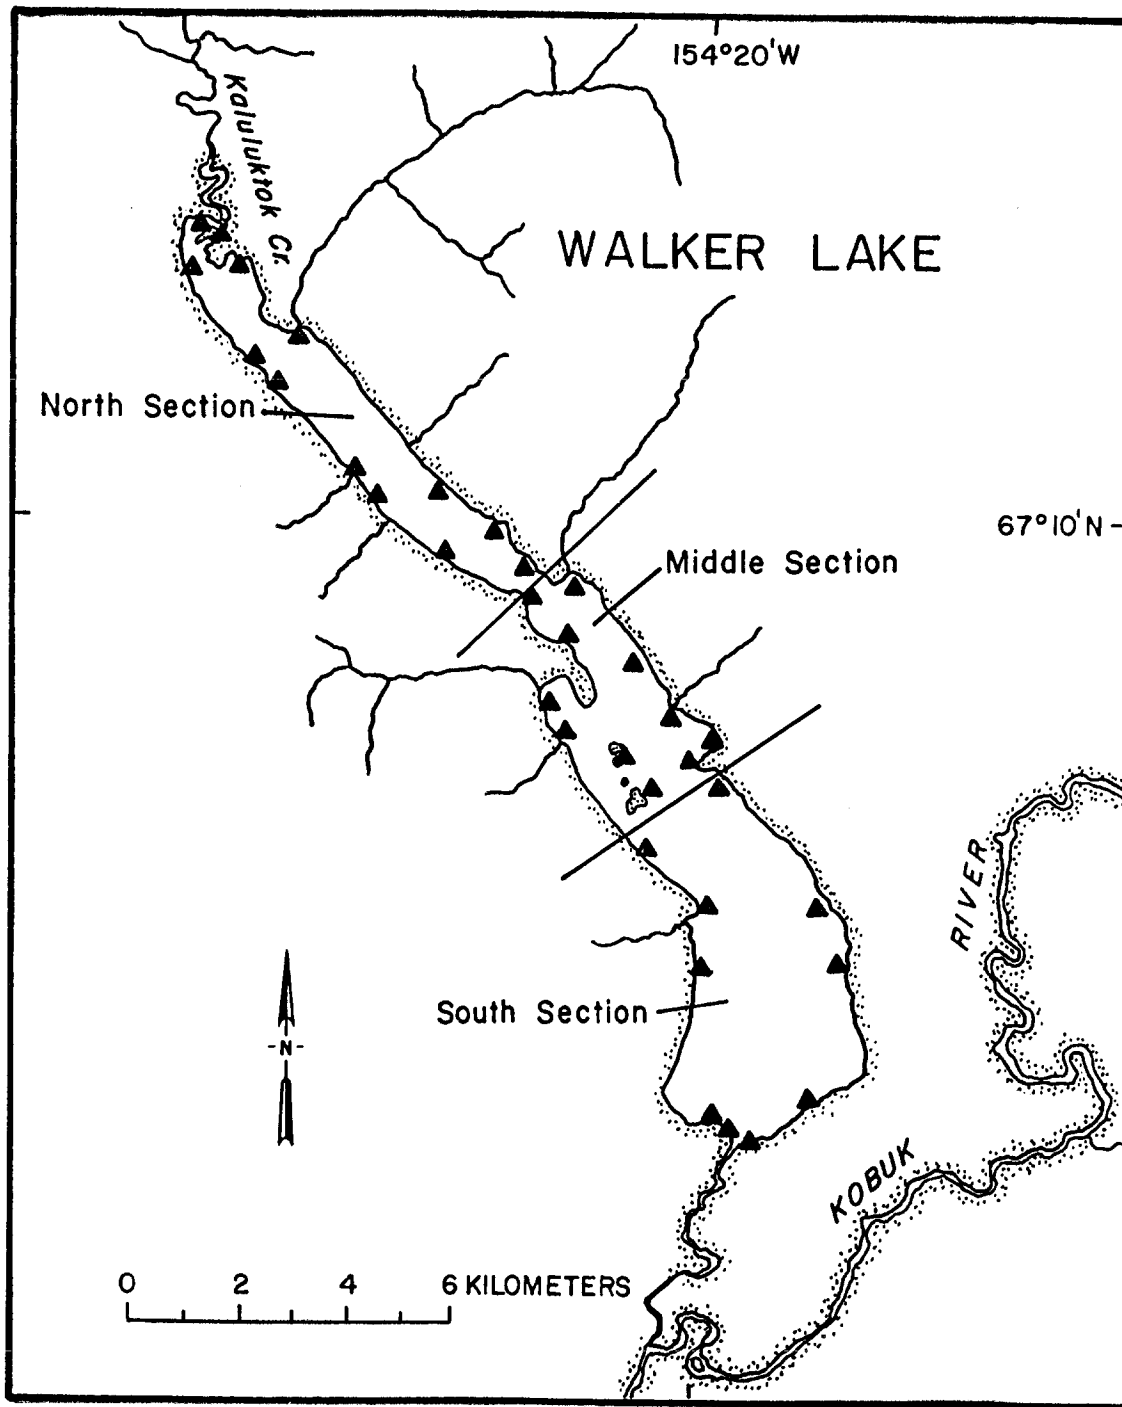 154°20'W
Kaluluktok Cr.
WALKER LAKE
North Section
67°10'N
Middle Section
RIVER
South Section
-N-
KOBUK
0 2 4 6 KILOMETERS